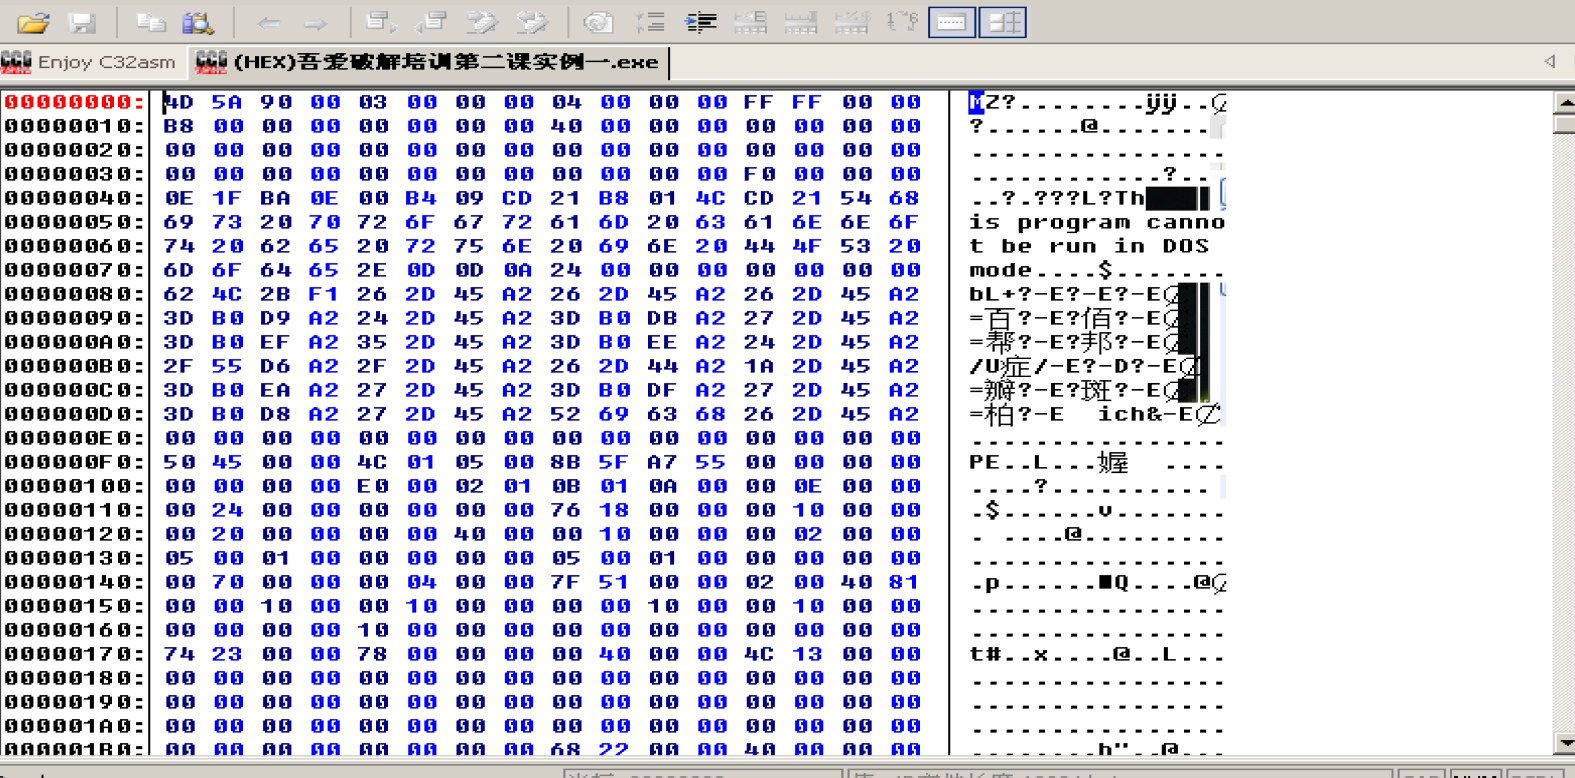 Enjoy C32asm (HEX)吾爱破解培训第二课实例一.exe
00000000: 4D 5A 90 00 03 00 00 00 04 00 00 00 FF FF 00 00 MZ?........ÿÿ..
00000010: B8 00 00 00 00 00 00 00 40 00 00 00 00 00 00 00 ?.......@.......
00000020: 00 00 00 00 00 00 00 00 00 00 00 00 00 00 00 00 ................
00000030: 00 00 00 00 00 00 00 00 00 00 00 00 F0 00 00 00 ............?..
00000040: 0E 1F BA 0E 00 B4 09 CD 21 B8 01 4C CD 21 54 68 ..?.???L?Th
00000050: 69 73 20 70 72 6F 67 72 61 6D 20 63 61 6E 6E 6F is program canno
00000060: 74 20 62 65 20 72 75 6E 20 69 6E 20 44 4F 53 20 t be run in DOS
00000070: 6D 6F 64 65 2E 0D 0D 0A 24 00 00 00 00 00 00 00 mode....$.......
00000080: 62 4C 2B F1 26 2D 45 A2 26 2D 45 A2 26 2D 45 A2 bL+?-E?-E?-E
00000090: 3D B0 D9 A2 24 2D 45 A2 3D B0 DB A2 27 2D 45 A2 =百?-E?佰?-E
000000A0: 3D B0 EF A2 35 2D 45 A2 3D B0 EE A2 24 2D 45 A2 =帮?-E?邦?-E
000000B0: 2F 55 D6 A2 2F 2D 45 A2 26 2D 44 A2 1A 2D 45 A2 /U症/-E?-D?-E
000000C0: 3D B0 EA A2 27 2D 45 A2 3D B0 DF A2 27 2D 45 A2 =瓣?-E?斑?-E
000000D0: 3D B0 D8 A2 27 2D 45 A2 52 69 63 68 26 2D 45 A2 =柏?-E ich&-E
000000E0: 00 00 00 00 00 00 00 00 00 00 00 00 00 00 00 00 ................
000000F0: 50 45 00 00 4C 01 05 00 8B 5F A7 55 00 00 00 00 PE..L...媉 ....
00000100: 00 00 00 00 E0 00 02 01 0B 01 0A 00 00 0E 00 00 ....?..........
00000110: 00 24 00 00 00 00 00 00 76 18 00 00 00 10 00 00 .$......v.......
00000120: 00 20 00 00 00 00 40 00 00 10 00 00 00 02 00 00 . ....@.........
00000130: 05 00 01 00 00 00 00 00 05 00 01 00 00 00 00 00 ................
00000140: 00 70 00 00 00 04 00 00 7F 51 00 00 02 00 40 81 .p......■Q....@
00000150: 00 00 10 00 00 10 00 00 00 00 10 00 00 10 00 00 ................
00000160: 00 00 00 00 10 00 00 00 00 00 00 00 00 00 00 00 ................
00000170: 74 23 00 00 78 00 00 00 00 40 00 00 4C 13 00 00 t#..x....@..L...
00000180: 00 00 00 00 00 00 00 00 00 00 00 00 00 00 00 00 ................
00000190: 00 00 00 00 00 00 00 00 00 00 00 00 00 00 00 00 ................
000001A0: 00 00 00 00 00 00 00 00 00 00 00 00 00 00 00 00 ................
000001B0: 00 00 00 00 00 00 00 00 68 22 00 00 40 00 00 00 ........h"..@...